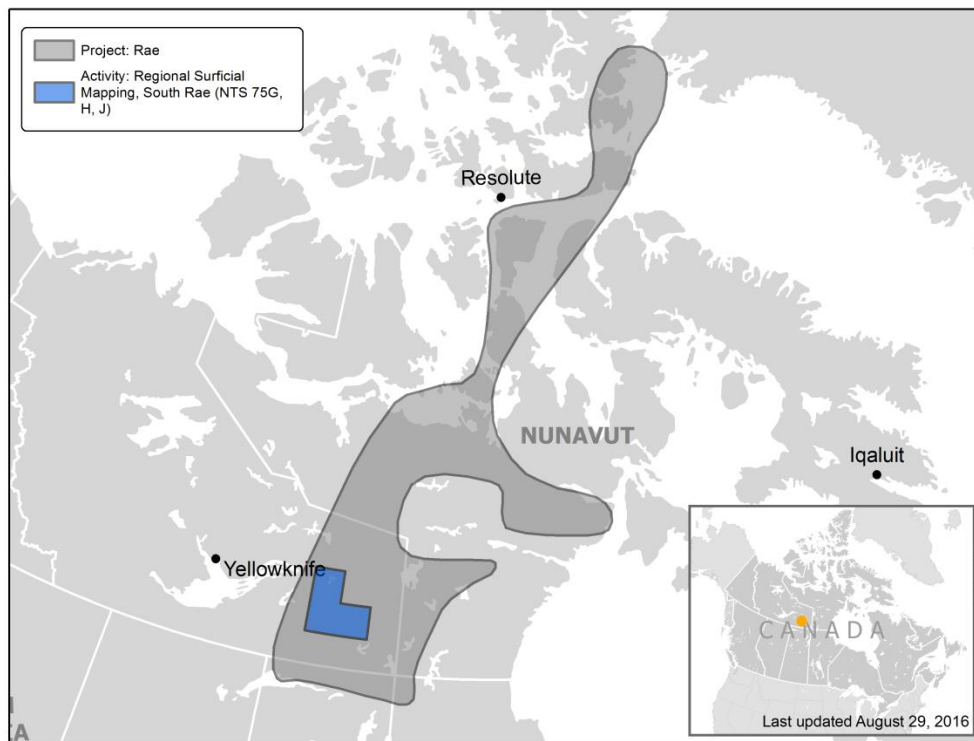 Project: Rae
Activity: Regional Surficial
Mapping, South Rae (NTS 75G,
H, J)
Resolute
NUNAVUT
Iqaluit
Yellowknife
CANADA
Last updated August 29, 2016